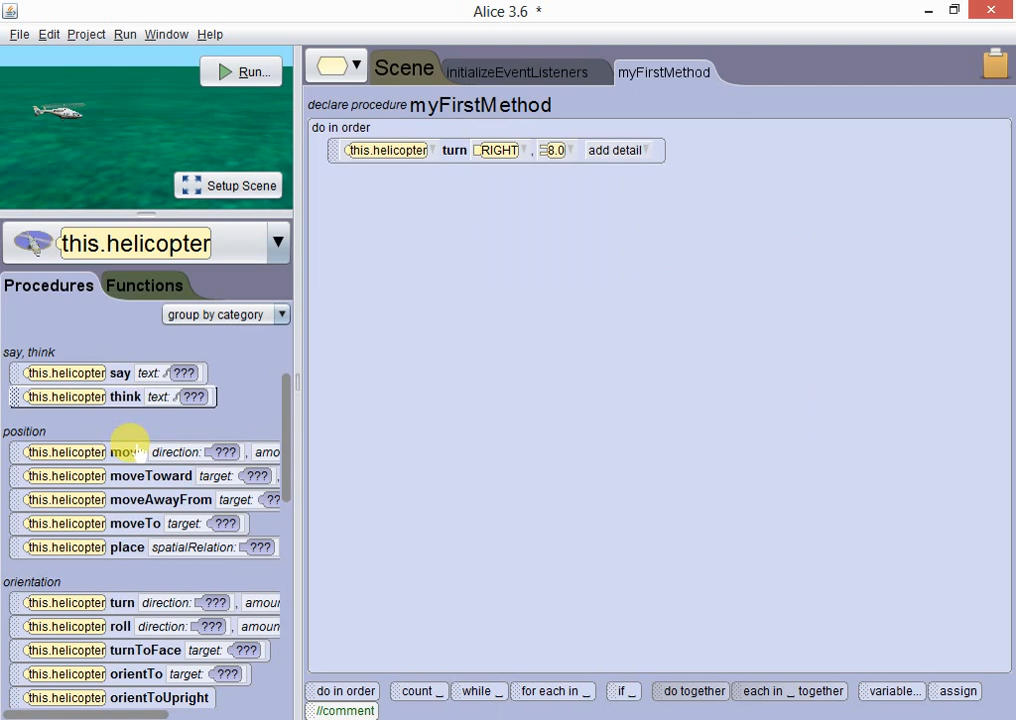 Alice 3.6 *
File Edit Project Run Window Help
Run...
Setup Scene
Scene initializeEventListeners myFirstMethod
declare procedure myFirstMethod
do in order
this.helicopter turn RIGHT , 8.0 add detail
this.helicopter
Procedures Functions
group by category
say, think
this.helicopter say text: ???
this.helicopter think text: ???
position
this.helicopter move direction: ??? , amo
this.helicopter moveToward target: ??? ,
this.helicopter moveAwayFrom target: ??
this.helicopter moveTo target: ???
this.helicopter place spatialRelation: ???
orientation
this.helicopter turn direction: ??? , amour
this.helicopter roll direction: ??? , amoun
this.helicopter turnToFace target: ???
this.helicopter orientTo target: ???
this.helicopter orientToUpright
do in order count _ while _ for each in _ if _ do together each in _ together variable... assign
//comment